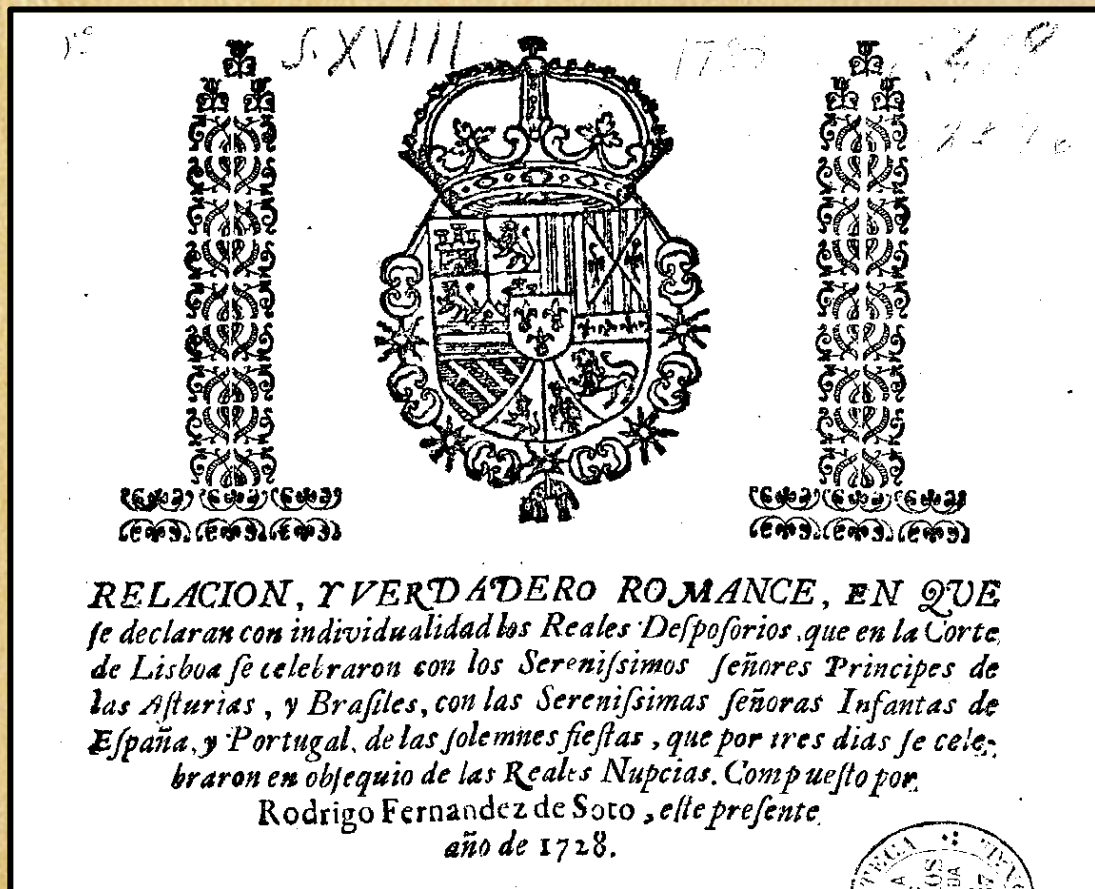 S. XVIII
RELACION, Y VERDADERO ROMANCE, EN QUE
ſe declaran con individualidad los Reales Deſpoſorios, que en la Corte
de Lisboa ſe celebraron con los Sereniſsimos ſeñores Principes de
las Aſturias, y Braſiles, con las Sereniſsimas ſeñoras Infantas de
Eſpaña, y Portugal, de las ſolemnes fieſtas, que por tres dias ſe cele-
braron en obſequio de las Reales Nupcias. Compueſto por
Rodrigo Fernandez de Soto, eſte preſente
año de 1728.
TECA